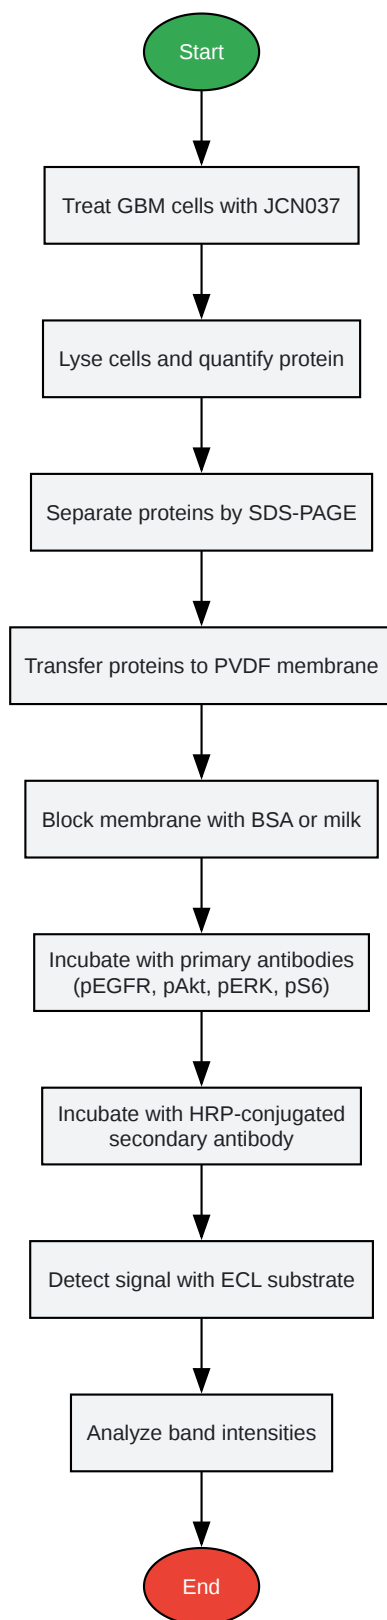 Start
Treat GBM cells with JCN037
Lyse cells and quantify protein
Separate proteins by SDS-PAGE
Transfer proteins to PVDF membrane
Block membrane with BSA or milk
Incubate with primary antibodies
(pEGFR, pAkt, pERK, pS6)
Incubate with HRP-conjugated
secondary antibody
Detect signal with ECL substrate
Analyze band intensities
End